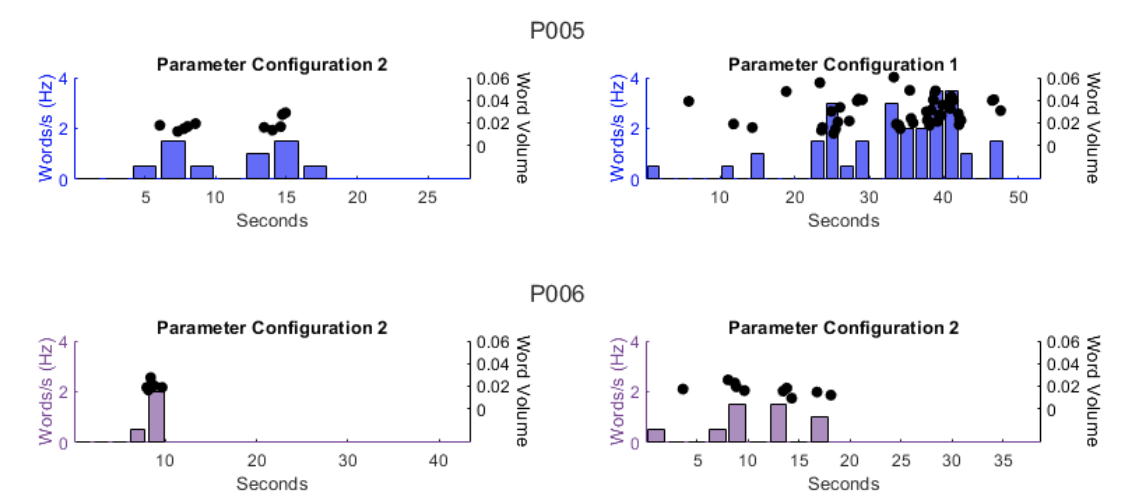 P005
Parameter Configuration 2
Words/s (Hz)
4
2
0
0.06
0.04
0.02
0
Word Volume
5 10 15 20 25
Seconds
Parameter Configuration 1
Words/s (Hz)
4
2
0
0.06
0.04
0.02
0
Word Volume
10 20 30 40 50
Seconds
P006
Parameter Configuration 2
Words/s (Hz)
4
2
0
0.06
0.04
0.02
0
Word Volume
10 20 30 40
Seconds
Parameter Configuration 2
Words/s (Hz)
4
2
0
0.06
0.04
0.02
0
Word Volume
5 10 15 20 25 30 35
Seconds